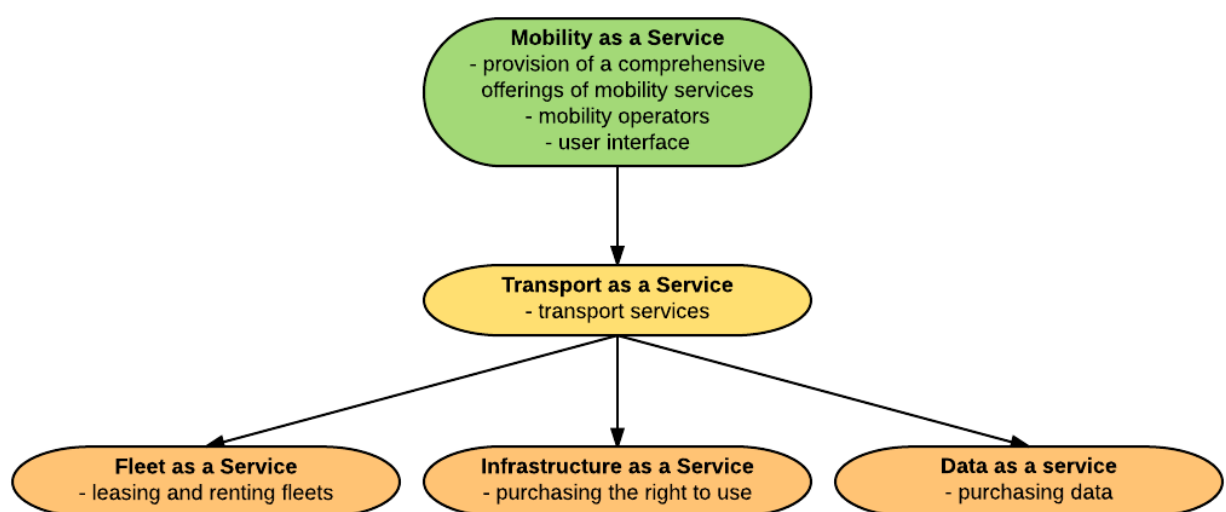 Mobility as a Service
- provision of a comprehensive
offerings of mobility services
- mobility operators
- user interface
Transport as a Service
- transport services
Fleet as a Service
- leasing and renting fleets
Infrastructure as a Service
- purchasing the right to use
Data as a service
- purchasing data